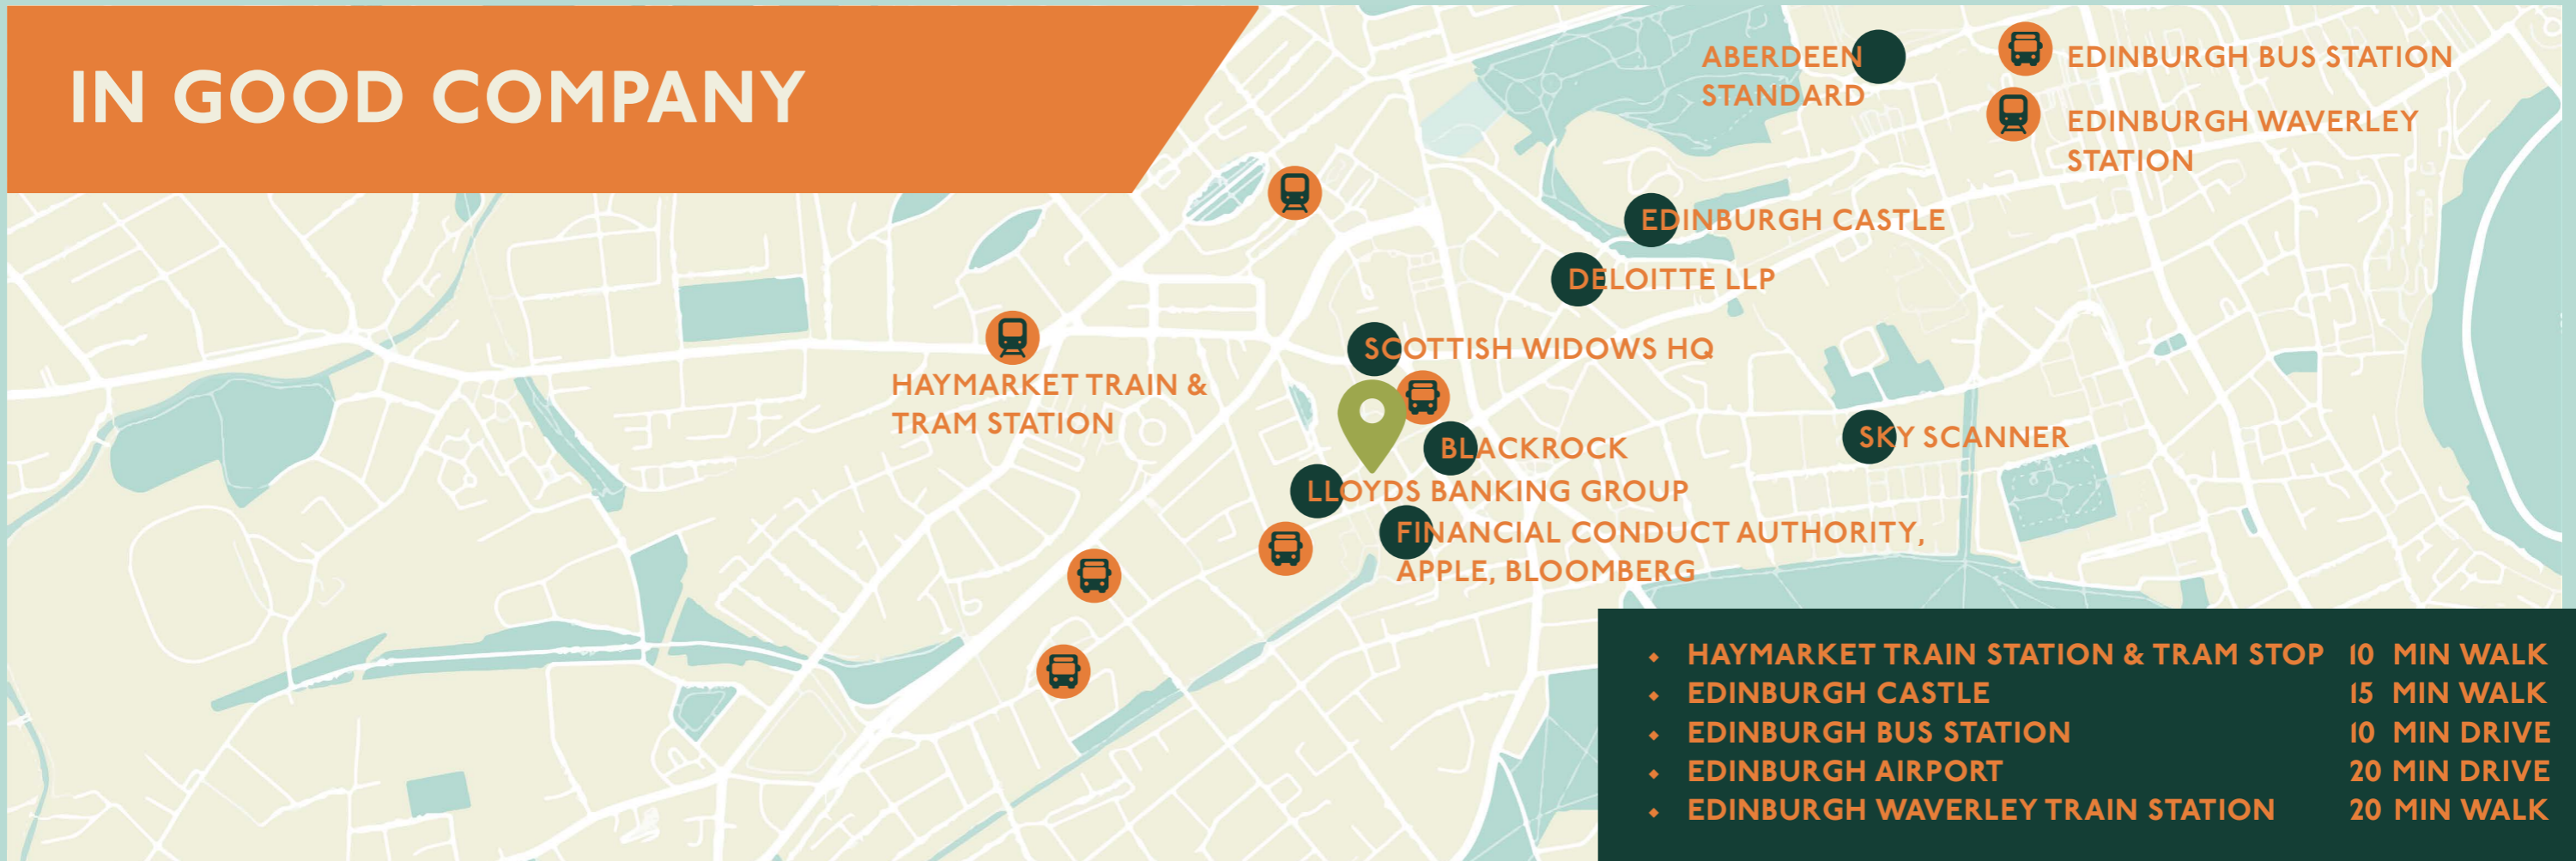 IN GOOD COMPANY
ABERDEEN
STANDARD
EDINBURGH BUS STATION
EDINBURGH WAVERLEY
STATION
EDINBURGH CASTLE
DELOITTE LLP
SCOTTISH WIDOWS HQ
HAYMARKET TRAIN &
TRAM STATION
BLACKROCK
SKY SCANNER
LLOYDS BANKING GROUP
FINANCIAL CONDUCT AUTHORITY,
APPLE, BLOOMBERG
HAYMARKET TRAIN STATION & TRAM STOP 10 MIN WALK
EDINBURGH CASTLE 15 MIN WALK
EDINBURGH BUS STATION 10 MIN DRIVE
EDINBURGH AIRPORT 20 MIN DRIVE
EDINBURGH WAVERLEY TRAIN STATION 20 MIN WALK